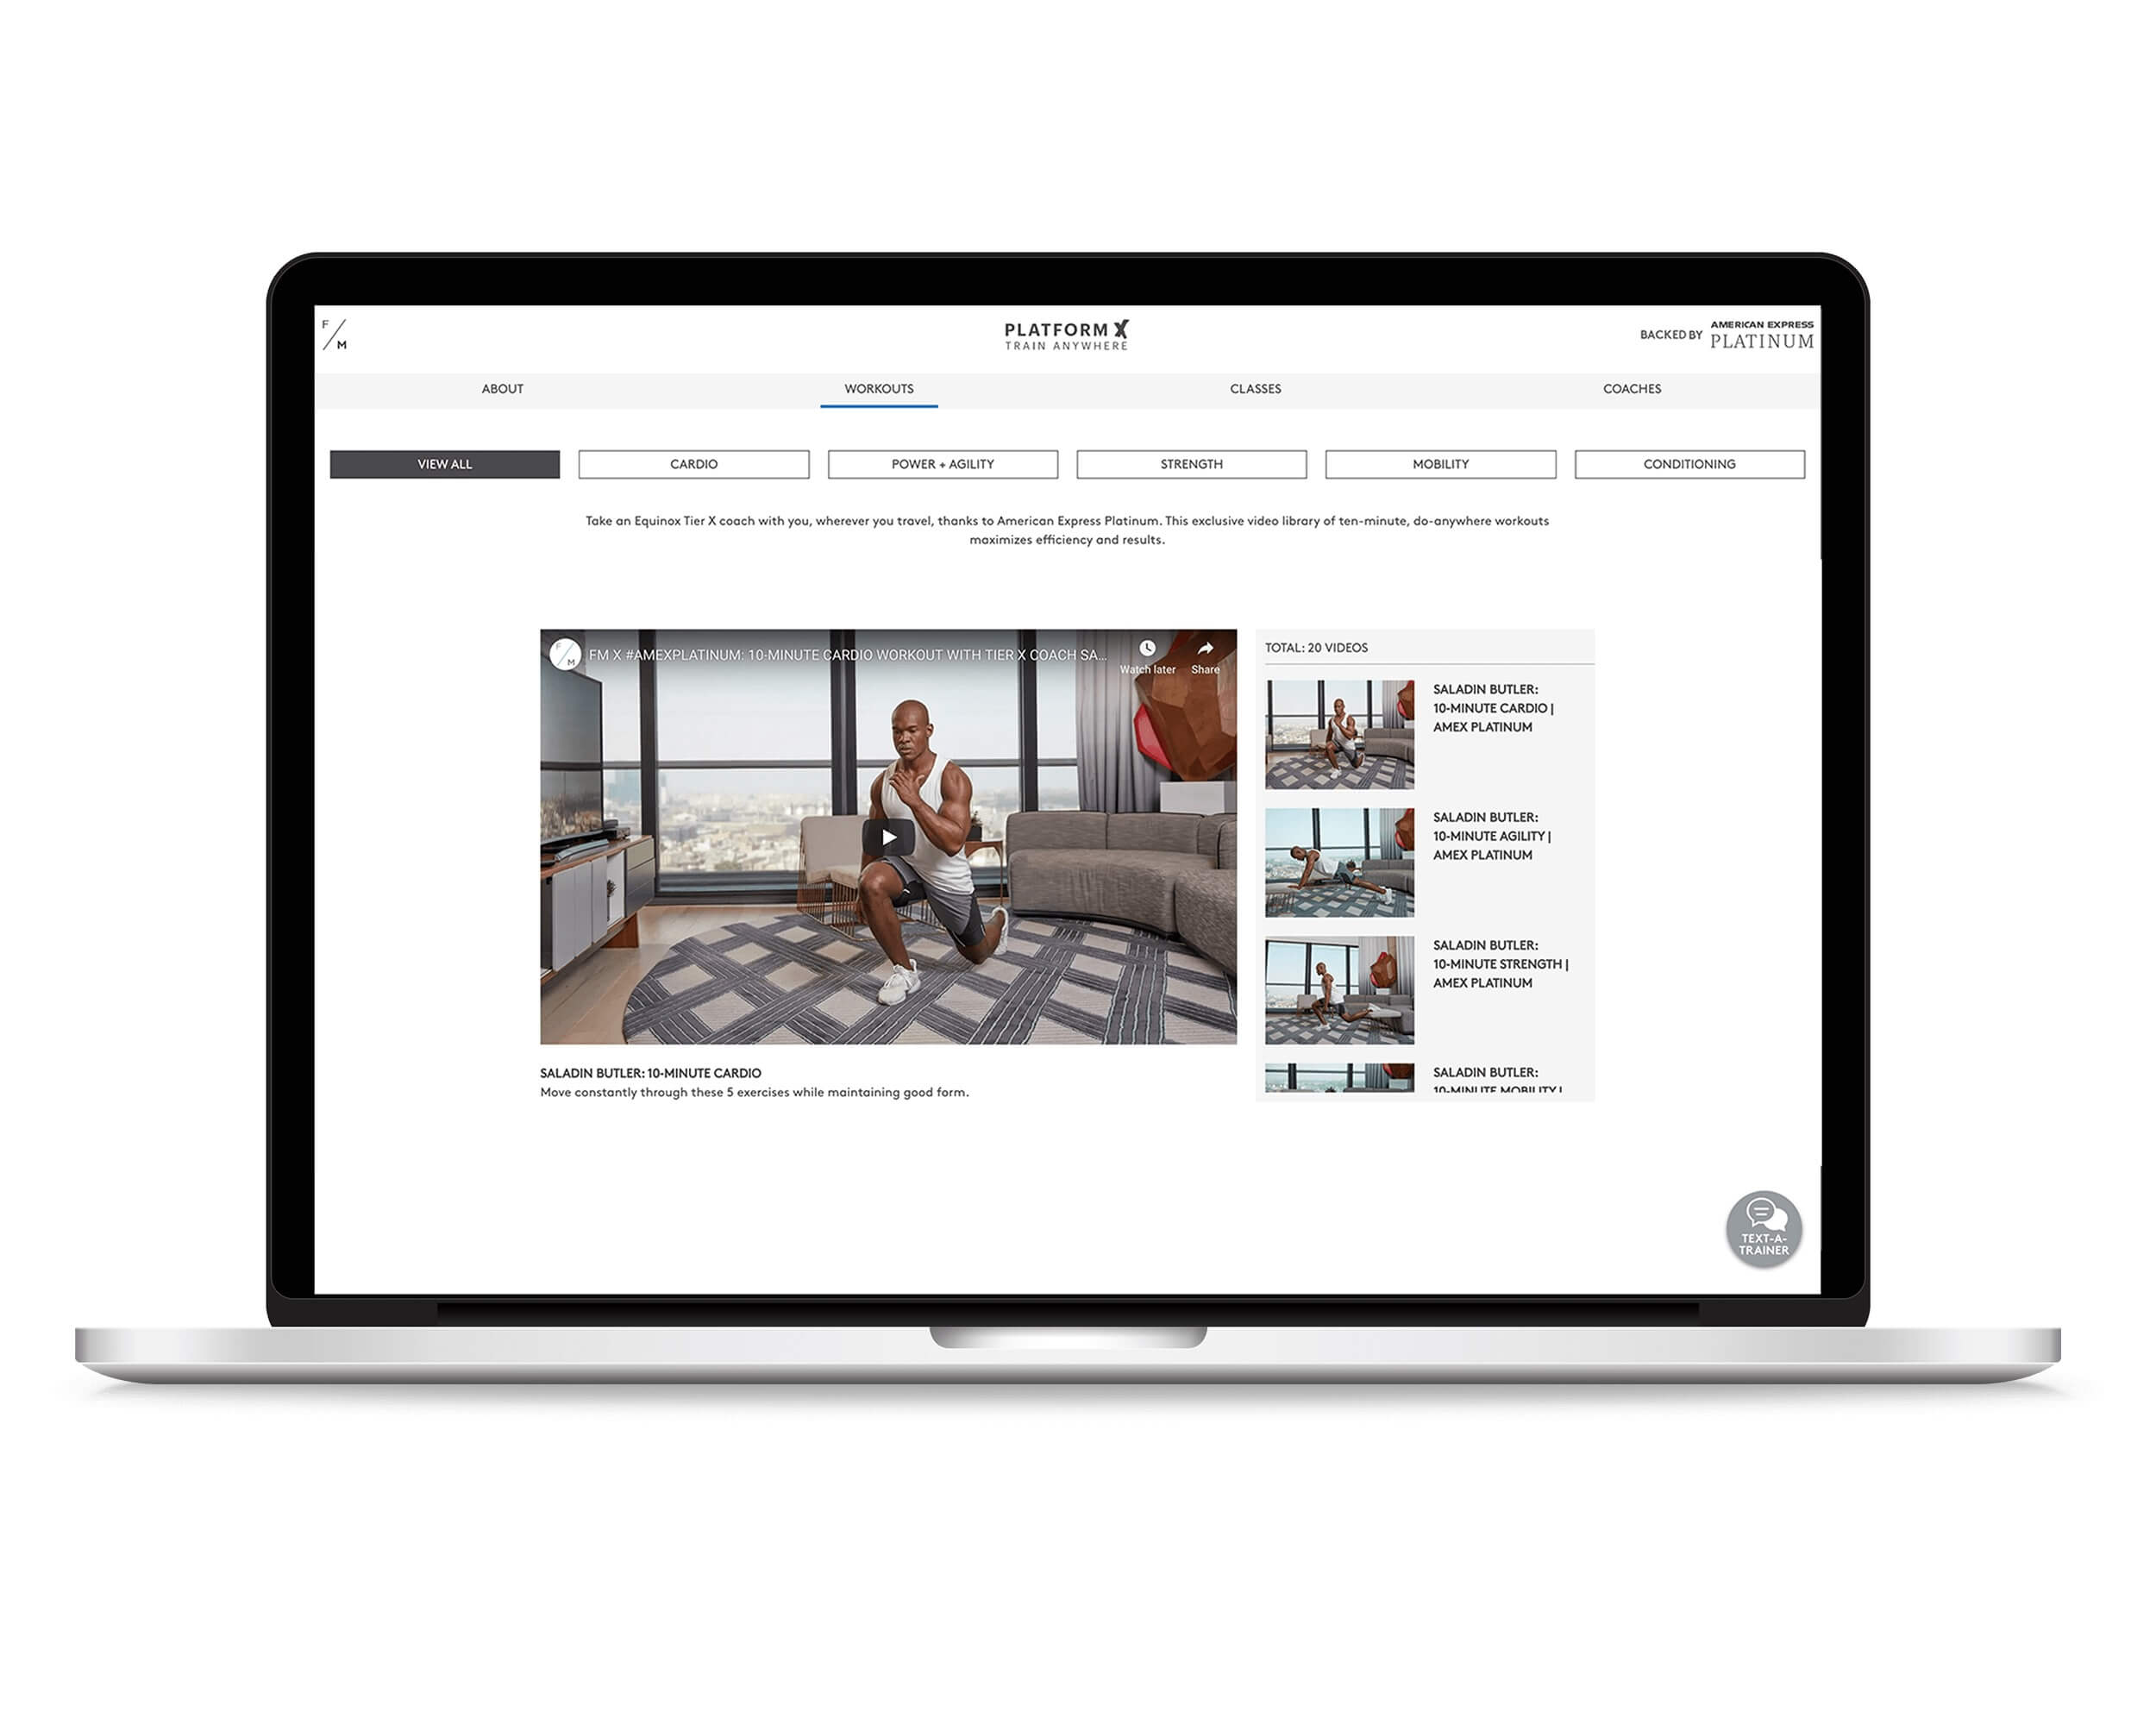 F
M
PLATFORM X
TRAIN ANYWHERE
BACKED BY
AMERICAN EXPRESS
PLATINUM
ABOUT
WORKOUTS
CLASSES
COACHES
VIEW ALL
CARDIO
POWER + AGILITY
STRENGTH
MOBILITY
CONDITIONING
Take an Equinox Tier X coach with you, wherever you travel, thanks to American Express Platinum. This exclusive video library of ten-minute, do-anywhere workouts
maximizes efficiency and results.
F
M
FM X #AMEXPLATINUM: 10-MINUTE CARDIO WORKOUT WITH TIER X COACH SA...
Watch later
Share
SALADIN BUTLER: 10-MINUTE CARDIO
Move constantly through these 5 exercises while maintaining good form.
TOTAL: 20 VIDEOS
SALADIN BUTLER:
10-MINUTE CARDIO |
AMEX PLATINUM
SALADIN BUTLER:
10-MINUTE AGILITY |
AMEX PLATINUM
SALADIN BUTLER:
10-MINUTE STRENGTH |
AMEX PLATINUM
SALADIN BUTLER:
10-MINUTE MOBILITY |
TEXT-A-
TRAINER